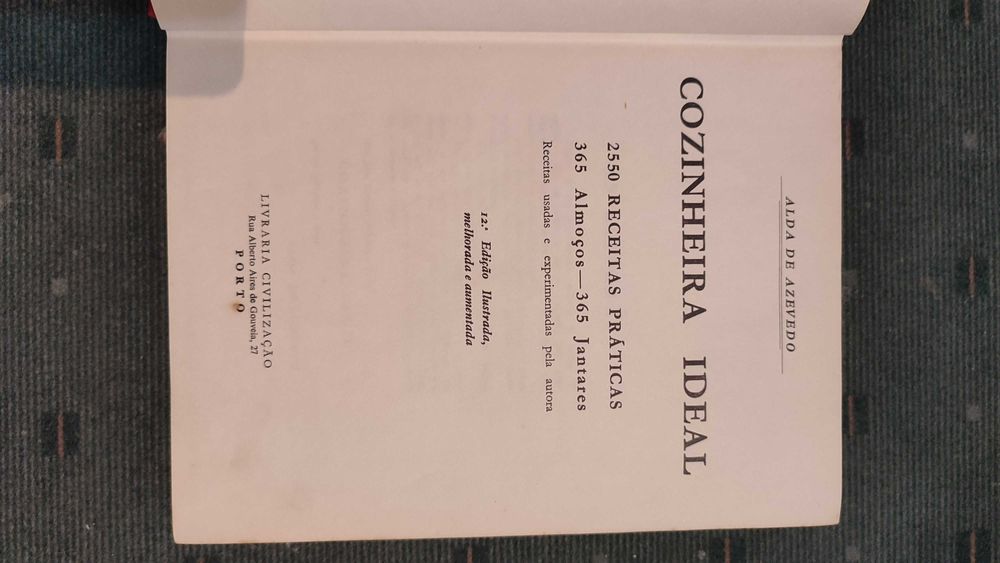 ALDA DE AZEVEDO
COZINHEIRA IDEAL
2550 RECEITAS PRÁTICAS
365 Almoços—365 Jantares
Receitas usadas e experimentadas pela autora
12.ª Edição Ilustrada,
melhorada e aumentada
LIVRARIA CIVILIZAÇÃO
Rua Alberto Aires de Gouveia, 27
PORTO